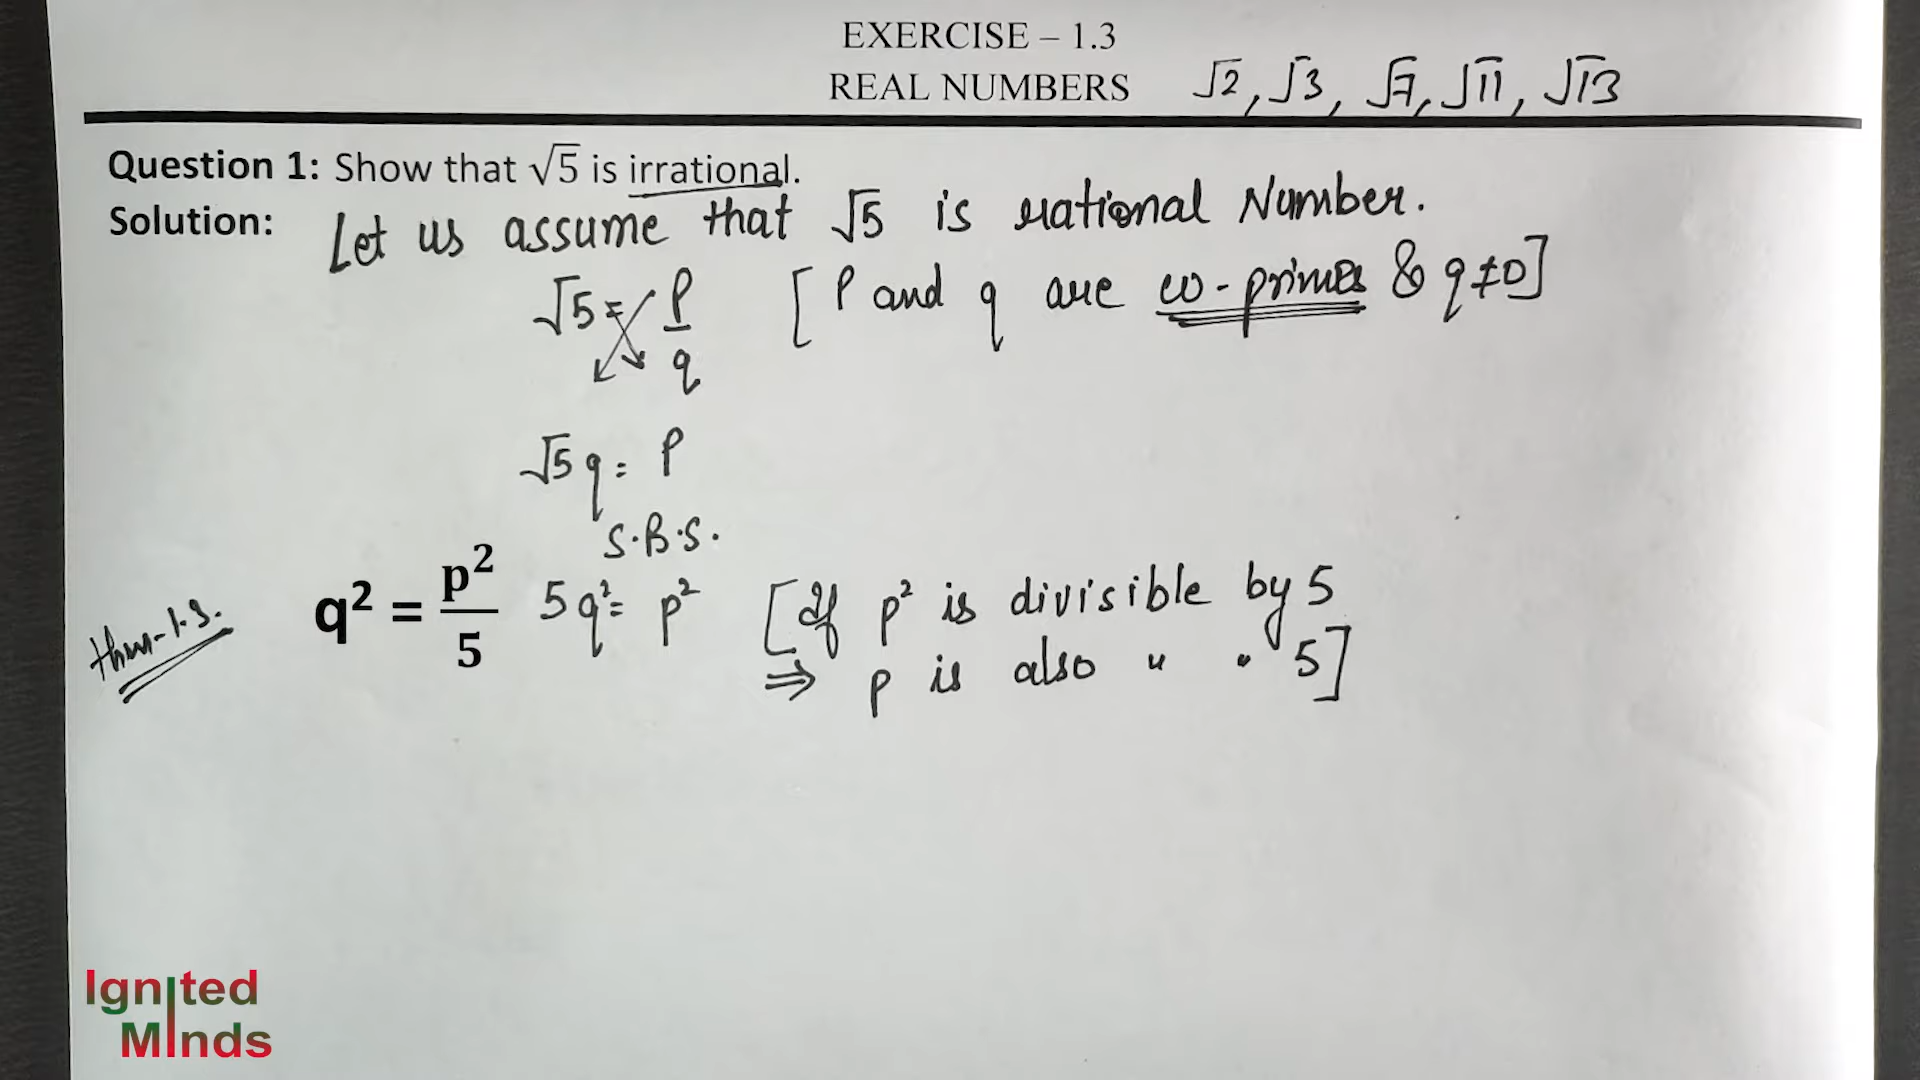 EXERCISE – 1.3
REAL NUMBERS √2, √3, √7, √11, √13
Question 1: Show that √5 is irrational.
Solution: Let us assume that √5 is rational Number.
√5 = p/q [P and q are co-primes & q≠0]
√5 q = P
S.B.S.
Thm-1.3. q² = p²/5 5q² = p² [If p² is divisible by 5
⇒ p is also " " 5]
Ignited
Minds